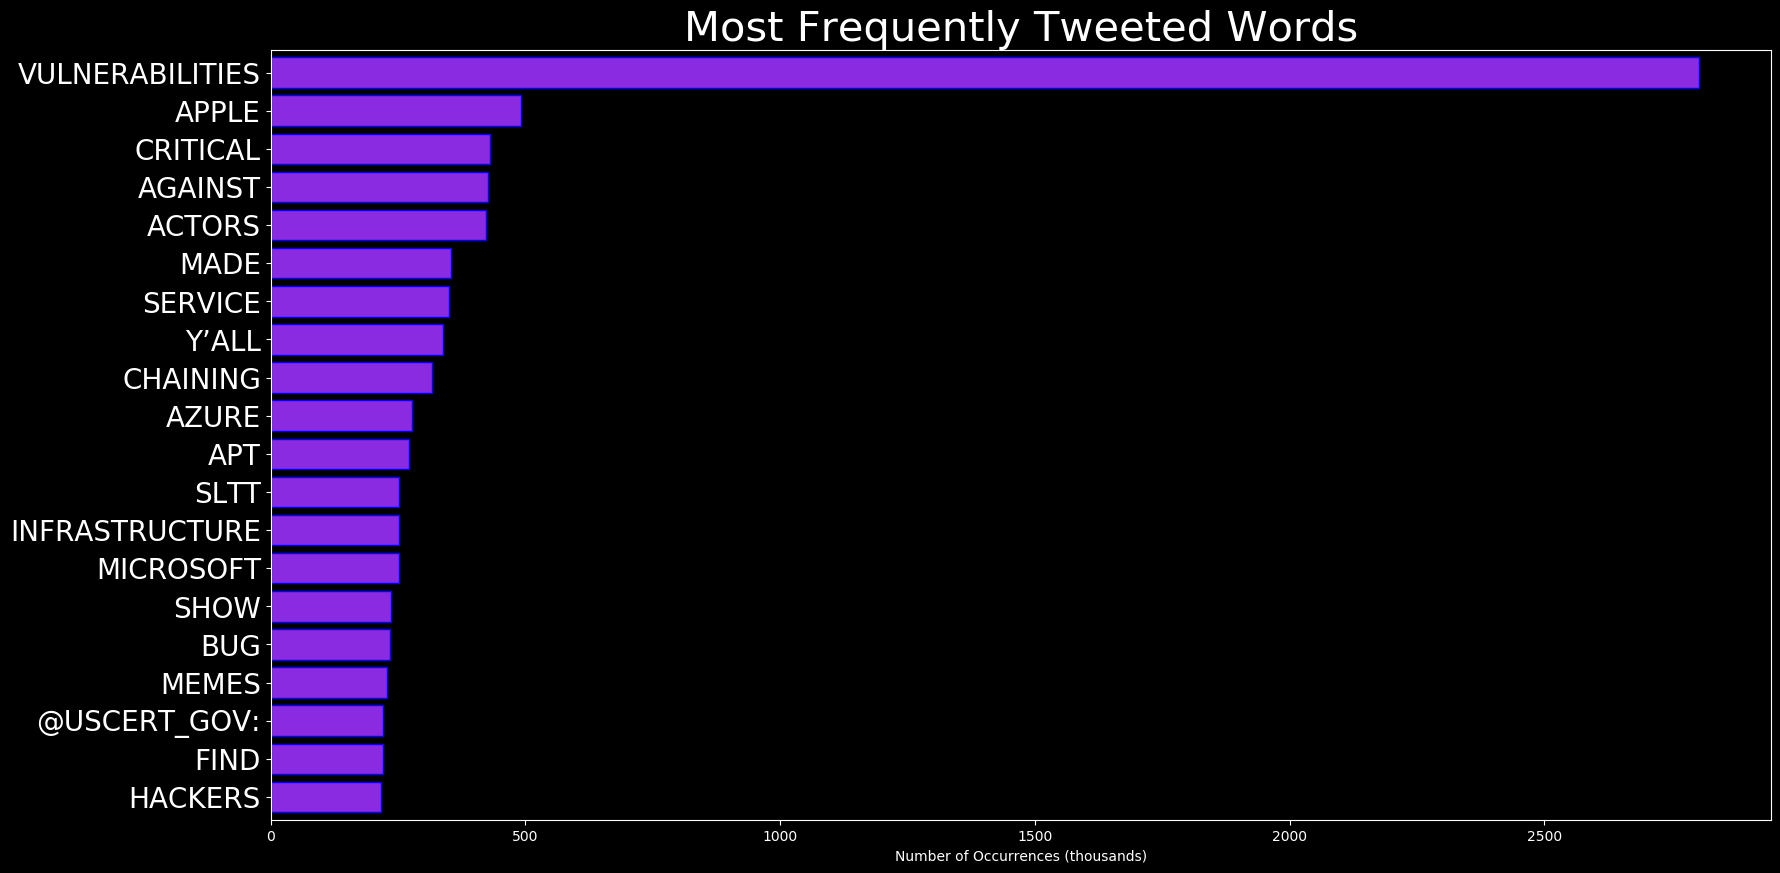 Most Frequently Tweeted Words
VULNERABILITIES
APPLE
CRITICAL
AGAINST
ACTORS
MADE
SERVICE
Y’ALL
CHAINING
AZURE
APT
SLTT
INFRASTRUCTURE
MICROSOFT
SHOW
BUG
MEMES
@USCERT_GOV:
FIND
HACKERS
0 500 1000 1500 2000 2500
Number of Occurrences (thousands)